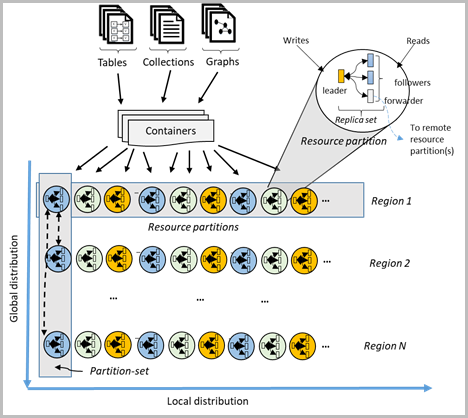 Tables
Collections
Graphs
Writes
Reads
leader
followers
forwarder
Replica set
Resource partition
To remote
resource
partition(s)
Containers
Region 1
...
Resource partitions
Region 2
...
...
...
Region N
...
Partition-set
Global distribution
Local distribution